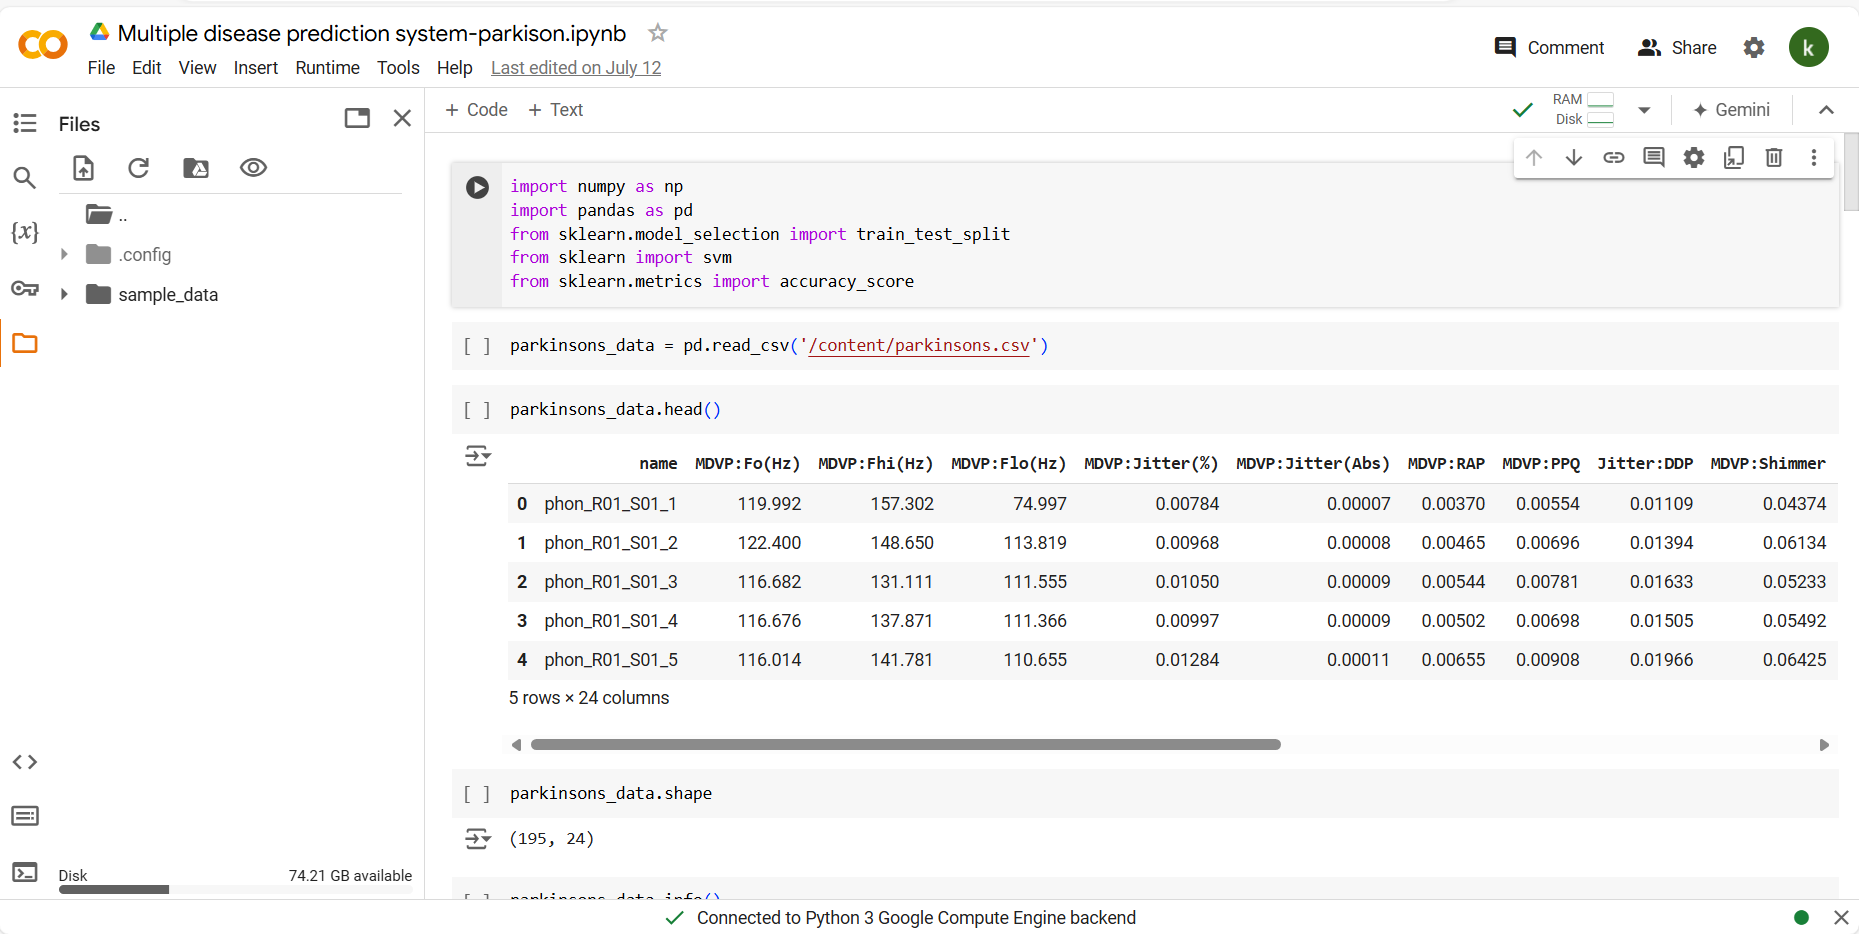 Multiple disease prediction system-parkison.ipynb
File Edit View Insert Runtime Tools Help Last edited on July 12
Comment Share k
Files
+ Code + Text
RAM
Disk
Gemini
..
.config
sample_data
{x}
import numpy as np
import pandas as pd
from sklearn.model_selection import train_test_split
from sklearn import svm
from sklearn.metrics import accuracy_score
[ ] parkinsons_data = pd.read_csv('/content/parkinsons.csv')
[ ] parkinsons_data.head()
name MDVP:Fo(Hz) MDVP:Fhi(Hz) MDVP:Flo(Hz) MDVP:Jitter(%) MDVP:Jitter(Abs) MDVP:RAP MDVP:PPQ Jitter:DDP MDVP:Shimmer
0 phon_R01_S01_1 119.992 157.302 74.997 0.00784 0.00007 0.00370 0.00554 0.01109 0.04374
1 phon_R01_S01_2 122.400 148.650 113.819 0.00968 0.00008 0.00465 0.00696 0.01394 0.06134
2 phon_R01_S01_3 116.682 131.111 111.555 0.01050 0.00009 0.00544 0.00781 0.01633 0.05233
3 phon_R01_S01_4 116.676 137.871 111.366 0.00997 0.00009 0.00502 0.00698 0.01505 0.05492
4 phon_R01_S01_5 116.014 141.781 110.655 0.01284 0.00011 0.00655 0.00908 0.01966 0.06425
5 rows × 24 columns
[ ] parkinsons_data.shape
(195, 24)
[ ] parkinsons_data.info()
Disk 74.21 GB available
Connected to Python 3 Google Compute Engine backend